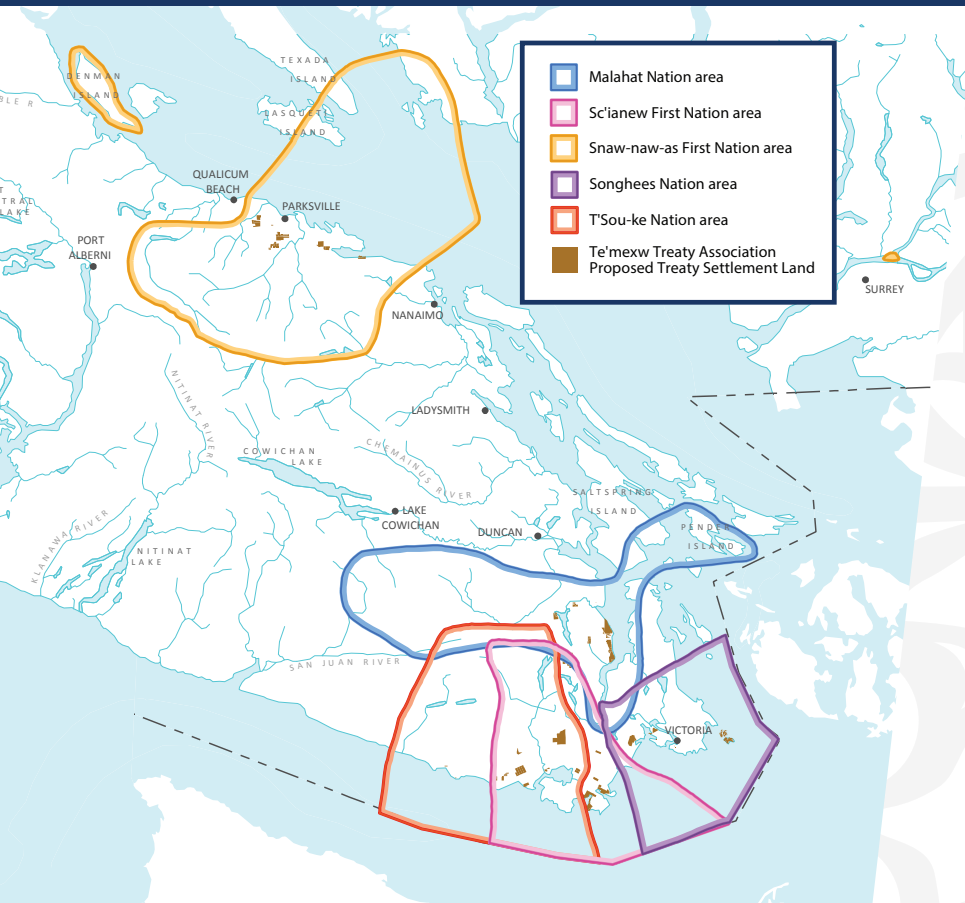 Malahat Nation area
Sc'ianew First Nation area
Snaw-naw-as First Nation area
Songhees Nation area
T'Sou-ke Nation area
Te'mexw Treaty Association
Proposed Treaty Settlement Land
TEXADA
ISLAND
DENMAN
ISLAND
LASQUETI
ISLAND
QUALICUM
BEACH
PARKSVILLE
PORT
ALBERNI
NANAIMO
SURREY
NITINAT RIVER
LADYSMITH
CHEMAINUS RIVER
COWICHAN
LAKE
SALTSPRING
ISLAND
LAKE
COWICHAN
DUNCAN
PENDER
ISLAND
KLANAWA RIVER
NITINAT
LAKE
SAN JUAN RIVER
VICTORIA